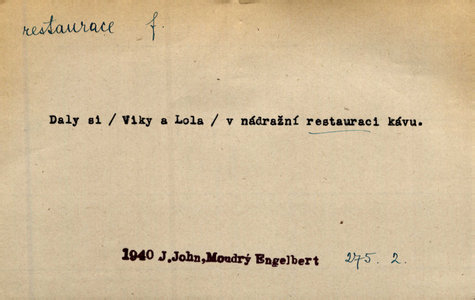 restaurace f.
Daly si / Viky a Lola / v nádražní restauraci kávu.
1940 J.John,Moudrý Engelbert 275. 2.